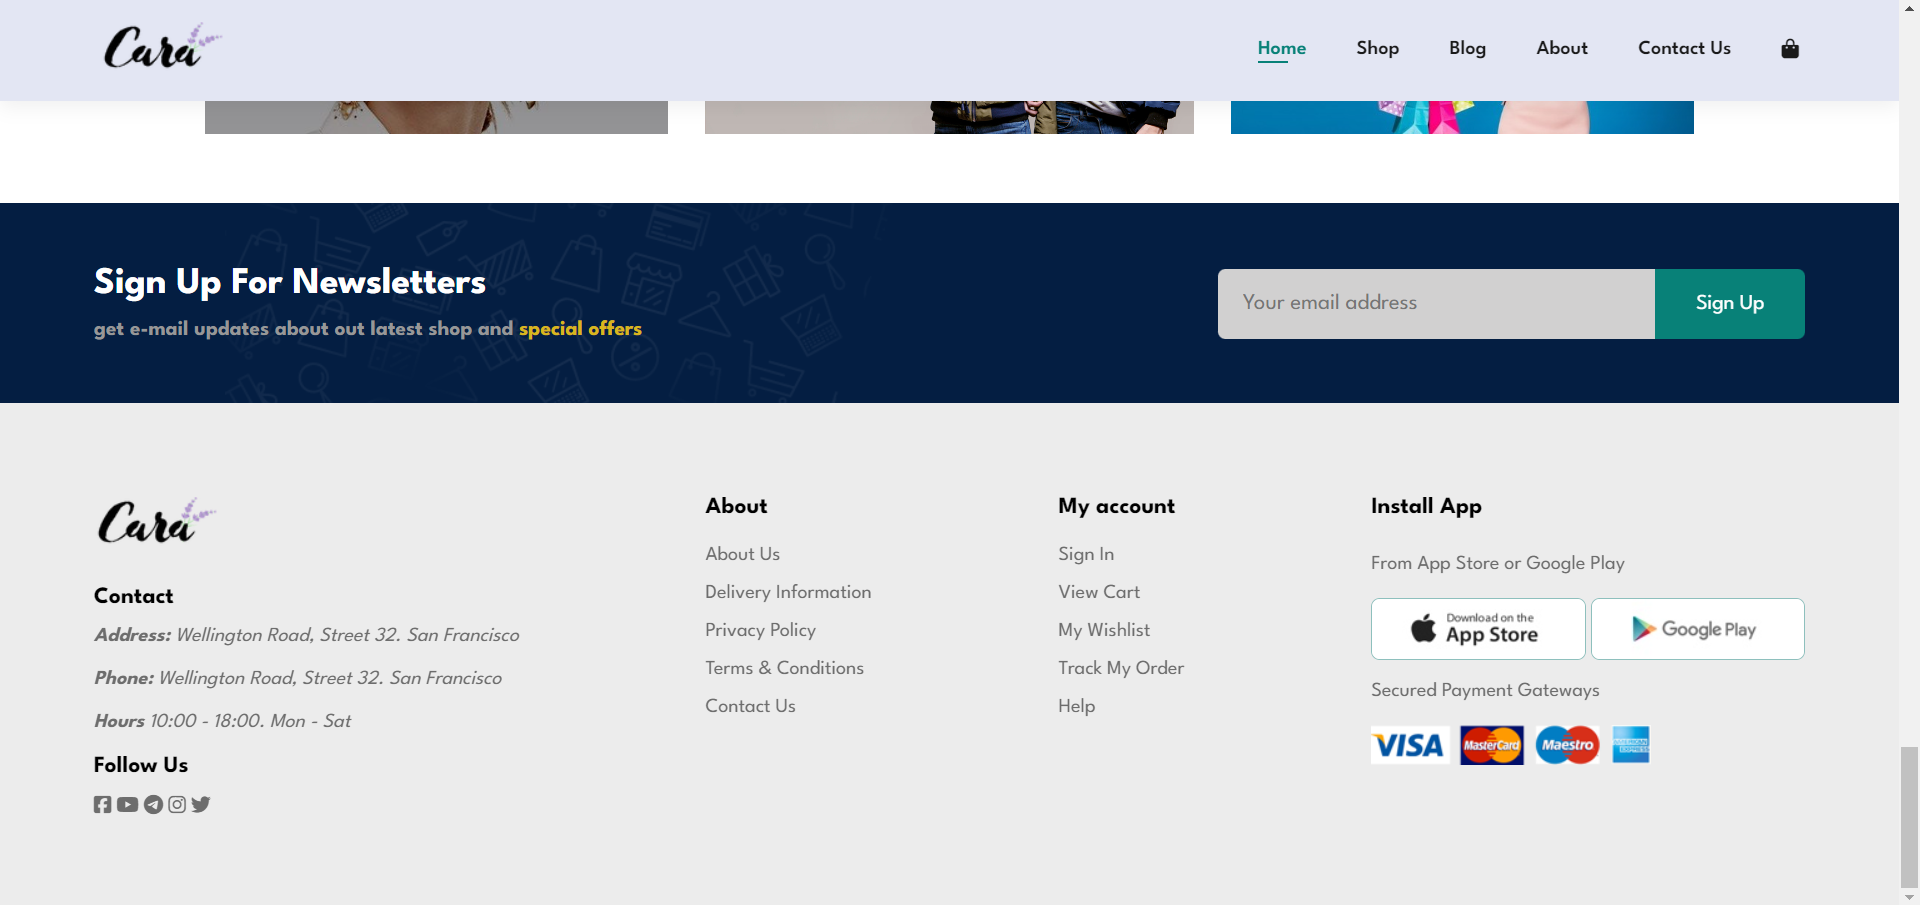 Cara
Home Shop Blog About Contact Us
Sign Up For Newsletters
get e-mail updates about out latest shop and special offers
Your email address
Sign Up
Cara
Contact
Address: Wellington Road, Street 32. San Francisco
Phone: Wellington Road, Street 32. San Francisco
Hours 10:00 - 18:00. Mon - Sat
Follow Us
About
About Us
Delivery Information
Privacy Policy
Terms & Conditions
Contact Us
My account
Sign In
View Cart
My Wishlist
Track My Order
Help
Install App
From App Store or Google Play
Download on the
App Store
Google Play
Secured Payment Gateways
VISA MasterCard Maestro AMERICAN EXPRESS